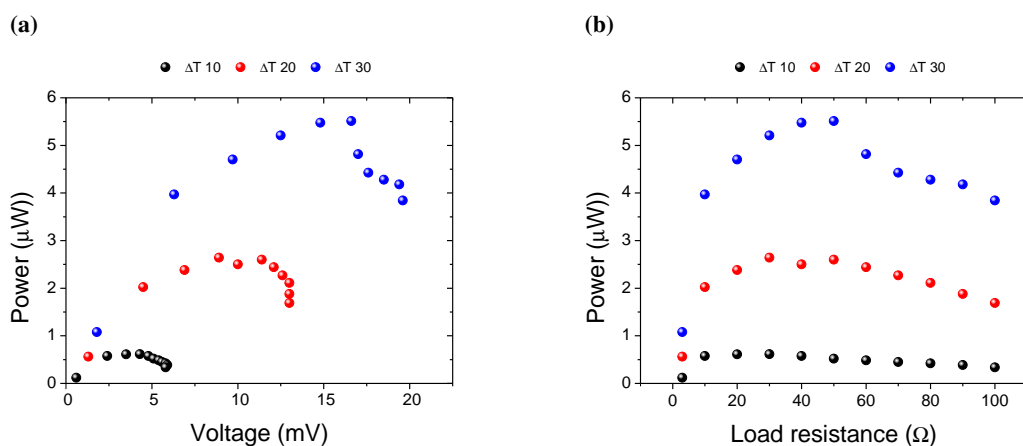 (a)
ΔT 10 ΔT 20 ΔT 30
6
5
4
3
2
1
0
Power (μW))
0 5 10 15 20
Voltage (mV)
(b)
ΔT 10 ΔT 20 ΔT 30
6
5
4
3
2
1
0
Power (μW))
0 20 40 60 80 100
Load resistance (Ω)